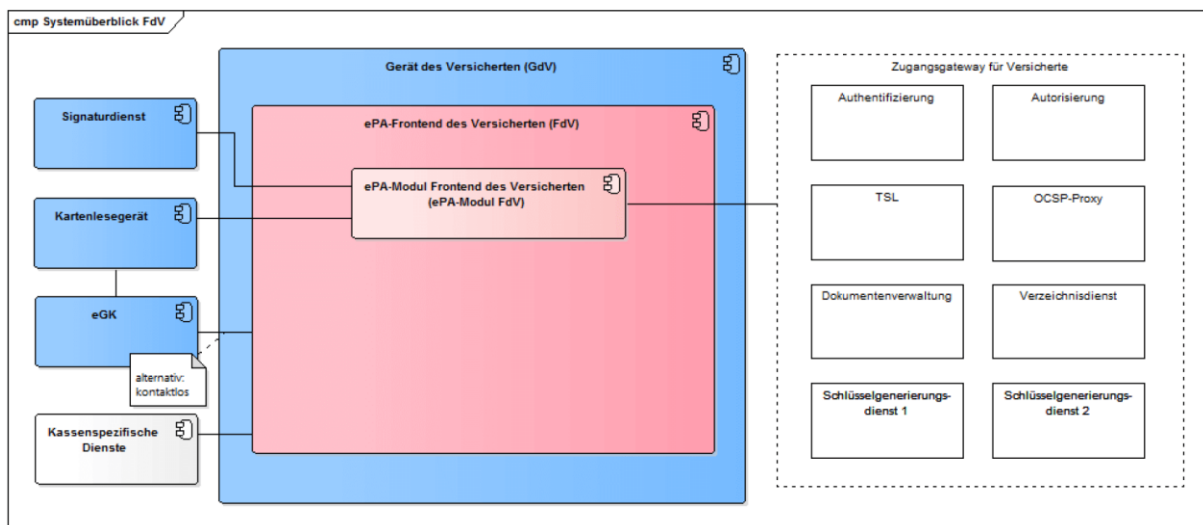 cmp Systemüberblick FdV
Signaturdienst
Kartenlesegerät
eGK
alternativ:
kontaktlos
Kassenspezifische
Dienste
Gerät des Versicherten (GdV)
ePA-Frontend des Versicherten (FdV)
ePA-Modul Frontend des Versicherten
(ePA-Modul FdV)
Zugangsgateway für Versicherte
Authentifizierung
Autorisierung
TSL
OCSP-Proxy
Dokumentenverwaltung
Verzeichnisdienst
Schlüsselgenerierungs-
dienst 1
Schlüsselgenerierungs-
dienst 2